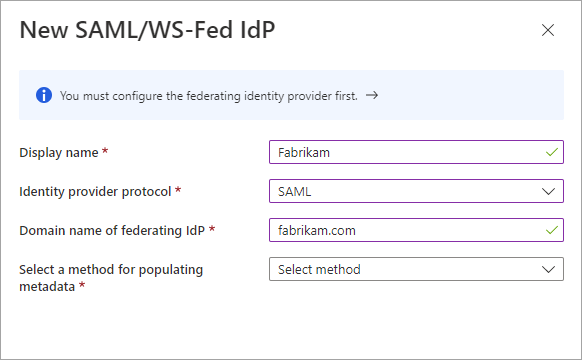 New SAML/WS-Fed IdP
You must configure the federating identity provider first. →
Display name * Fabrikam
Identity provider protocol * SAML
Domain name of federating IdP * fabrikam.com
Select a method for populating Select method
metadata *